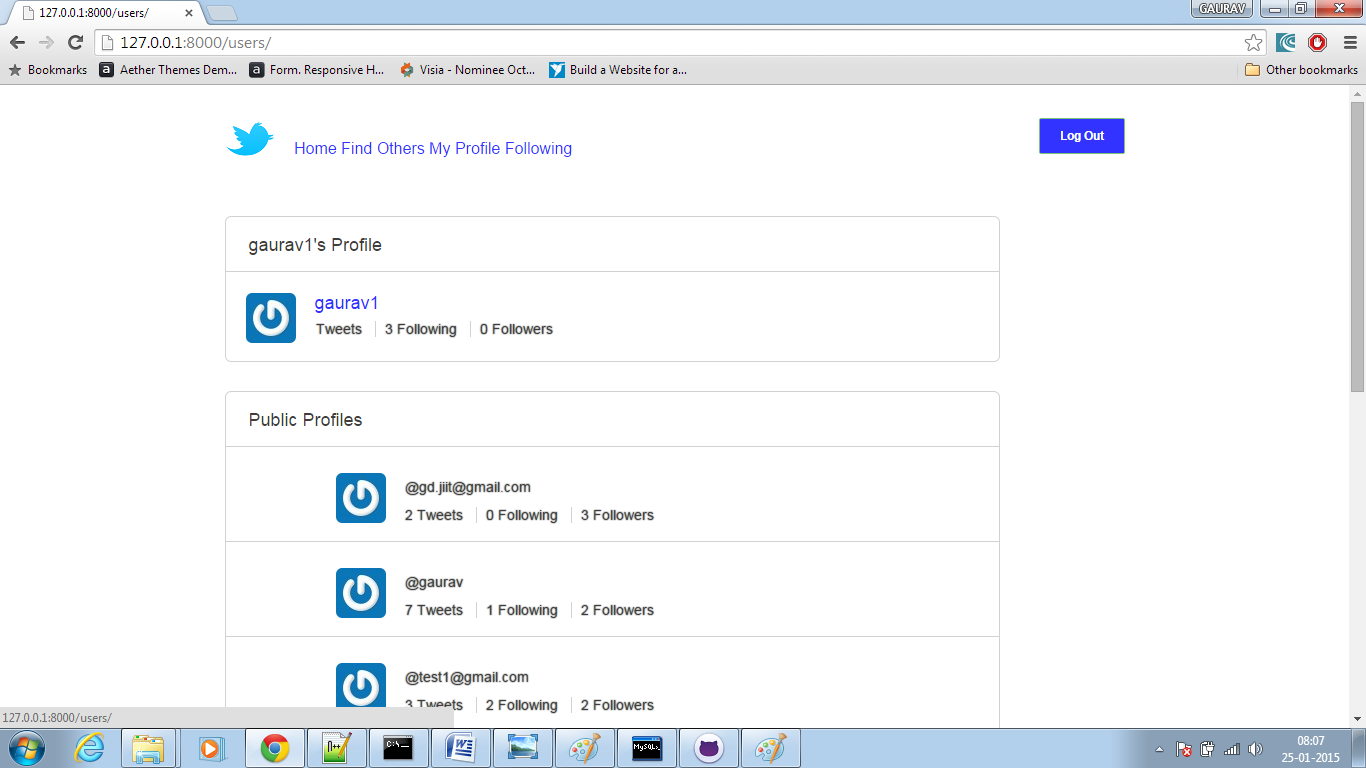 127.0.0.1:8000/users/
GAURAV
127.0.0.1:8000/users/
Bookmarks
a Aether Themes Dem...
a Form. Responsive H...
Visia - Nominee Oct...
Build a Website for a...
Other bookmarks
Home Find Others My Profile Following
Log Out
gaurav1's Profile
gaurav1
Tweets 3 Following 0 Followers
Public Profiles
@gd.jiit@gmail.com
2 Tweets 0 Following 3 Followers
@gaurav
7 Tweets 1 Following 2 Followers
@test1@gmail.com
3 Tweets 2 Following 2 Followers
127.0.0.1:8000/users/
C:\
W
MySQL
08:07
25-01-2015